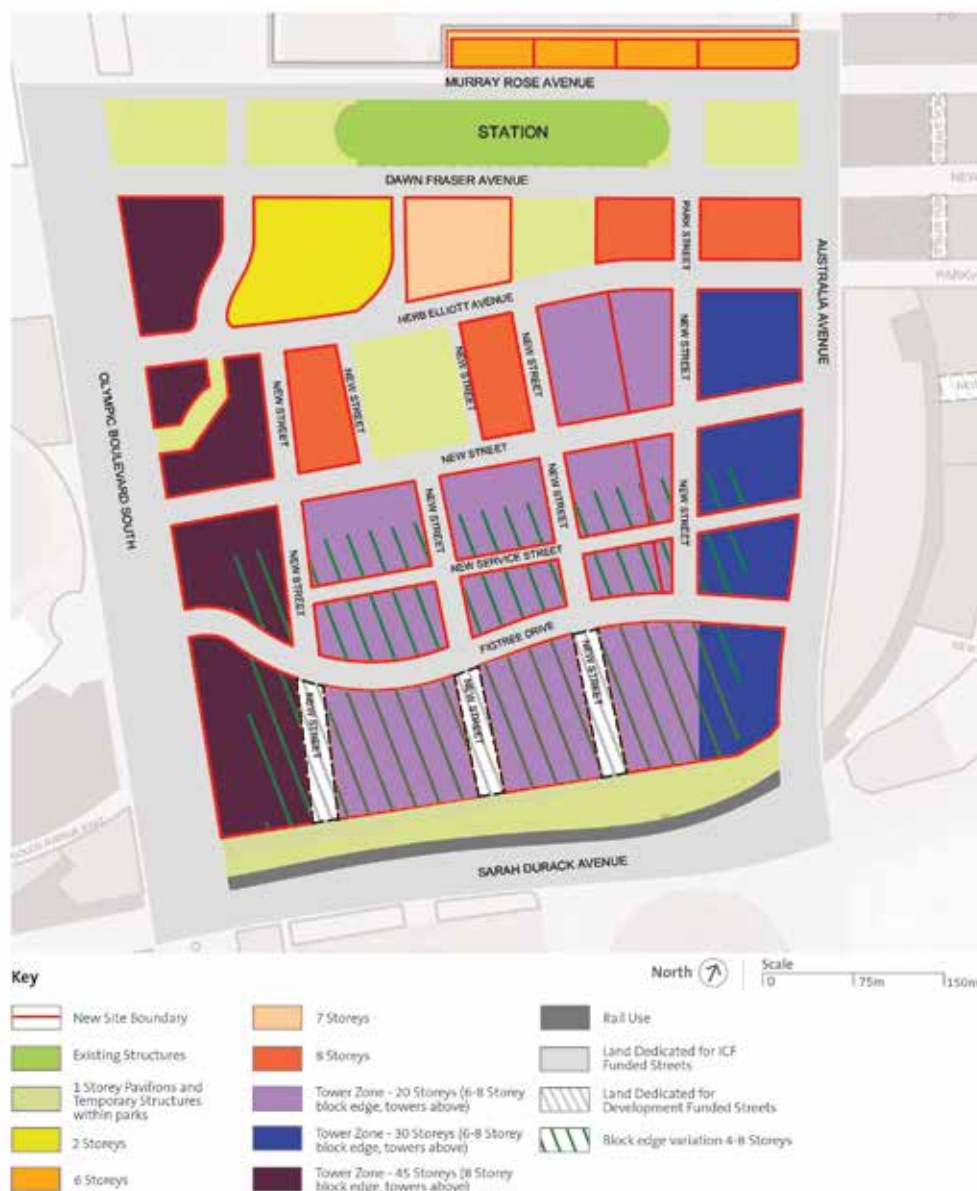 MURRAY ROSE AVENUE
STATION
DAWN FRASER AVENUE
PARK STREET
AUSTRALIA AVENUE
HERB ELLIOTT AVENUE
OLYMPIC BOULEVARD SOUTH
NEW STREET
NEW STREET
NEW STREET
NEW STREET
NEW STREET
NEW STREET
NEW STREET
NEW STREET
NEW STREET
NEW STREET
NEW SERVICE STREET
FIGTREE DRIVE
NEW STREET
NEW STREET
NEW STREET
SARAH DURACK AVENUE
Key
North
Scale
0
75m
150m
New Site Boundary
Existing Structures
1 Storey Pavilions and
Temporary Structures
within parks
2 Storeys
6 Storeys
7 Storeys
8 Storeys
Tower Zone - 20 Storeys (6-8 Storey
block edge, towers above)
Tower Zone - 30 Storeys (6-8 Storey
block edge, towers above)
Tower Zone - 45 Storeys (8 Storey
block edge, towers above)
Rail Use
Land Dedicated for ICF
Funded Streets
Land Dedicated for
Development Funded Streets
Block edge variation 4-8 Storeys